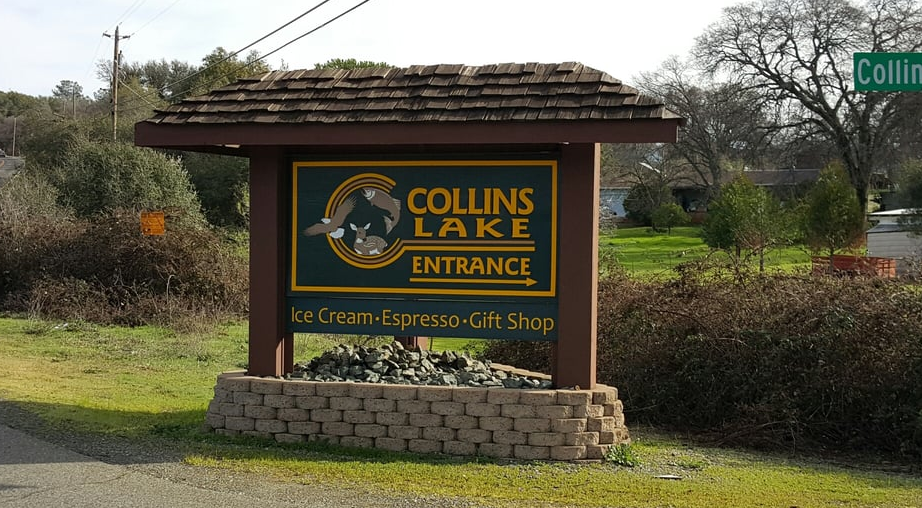 COLLINS
LAKE
ENTRANCE
Ice Cream • Espresso • Gift Shop
Collin